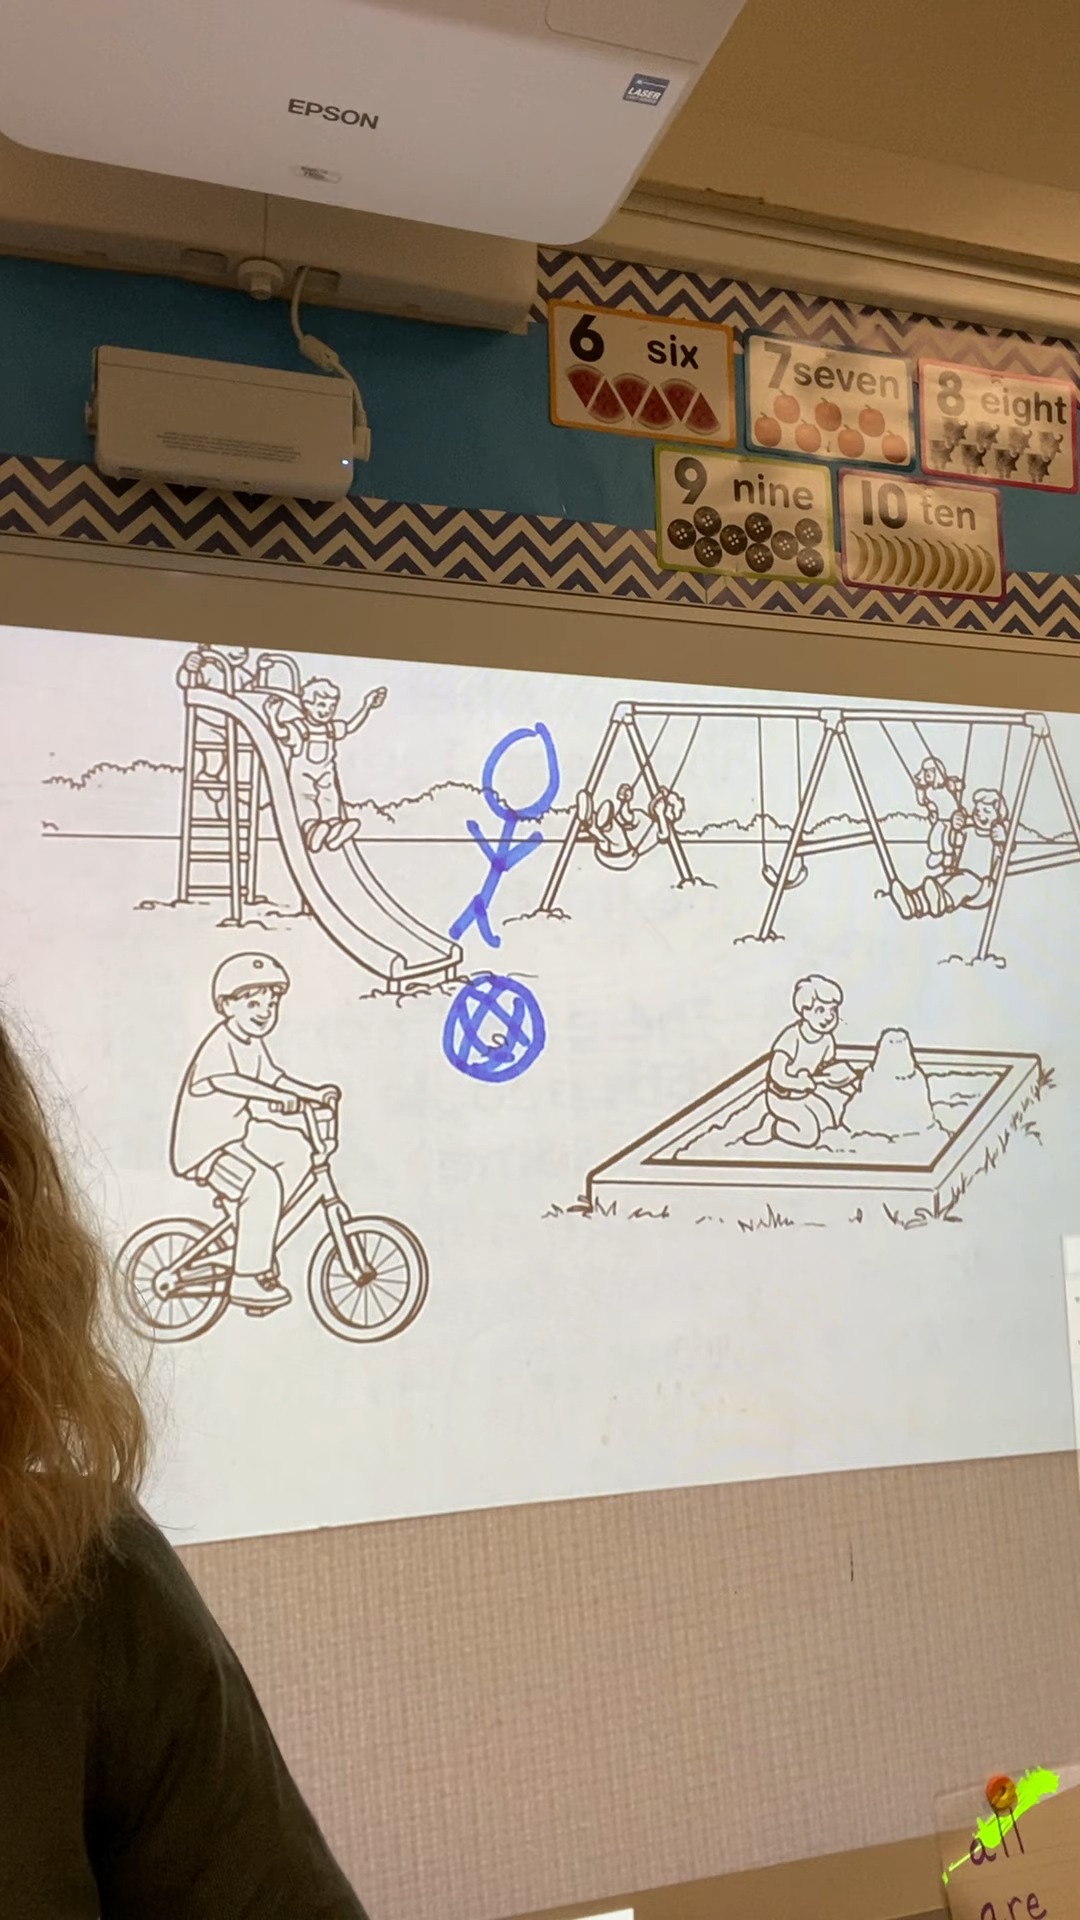 EPSON
LASER
6 six
7 seven
8 eight
9 nine
10 ten
all
are